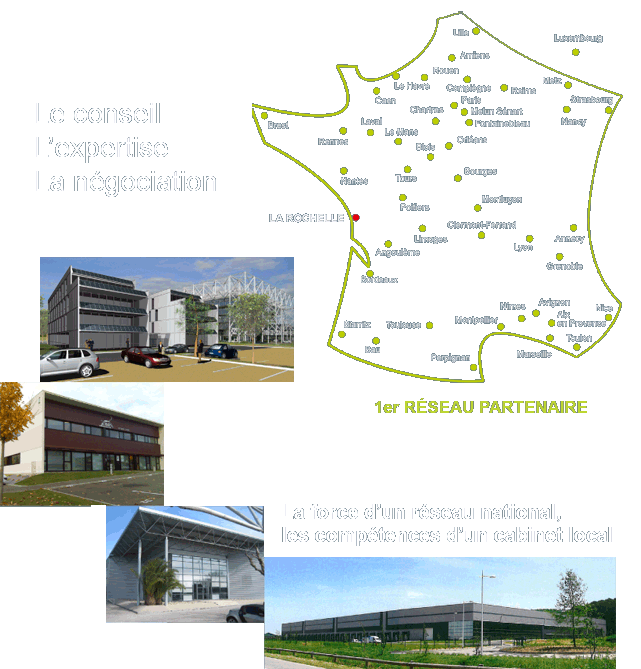 Lille
Luxembourg
Amiens
Rouen
Le Havre
Compiègne
Reims
Metz
Caen
Paris
Strasbourg
Chartres
Melun Sénart
Nancy
Fontainebleau
Brest
Laval
Le Mans
Rennes
Orléans
Blois
Le conseil
L'expertise
La négociation
Nantes
Tours
Bourges
Poitiers
Montluçon
LA ROCHELLE
Clermont-Ferrand
Limoges
Lyon
Annecy
Angoulême
Grenoble
Bordeaux
Avignon
Nîmes
Nice
Aix
en Provence
Montpellier
Biarritz
Toulouse
Pau
Toulon
Marseille
Perpignan
1er RÉSEAU PARTENAIRE
La force d'un réseau national,
les compétences d'un cabinet local